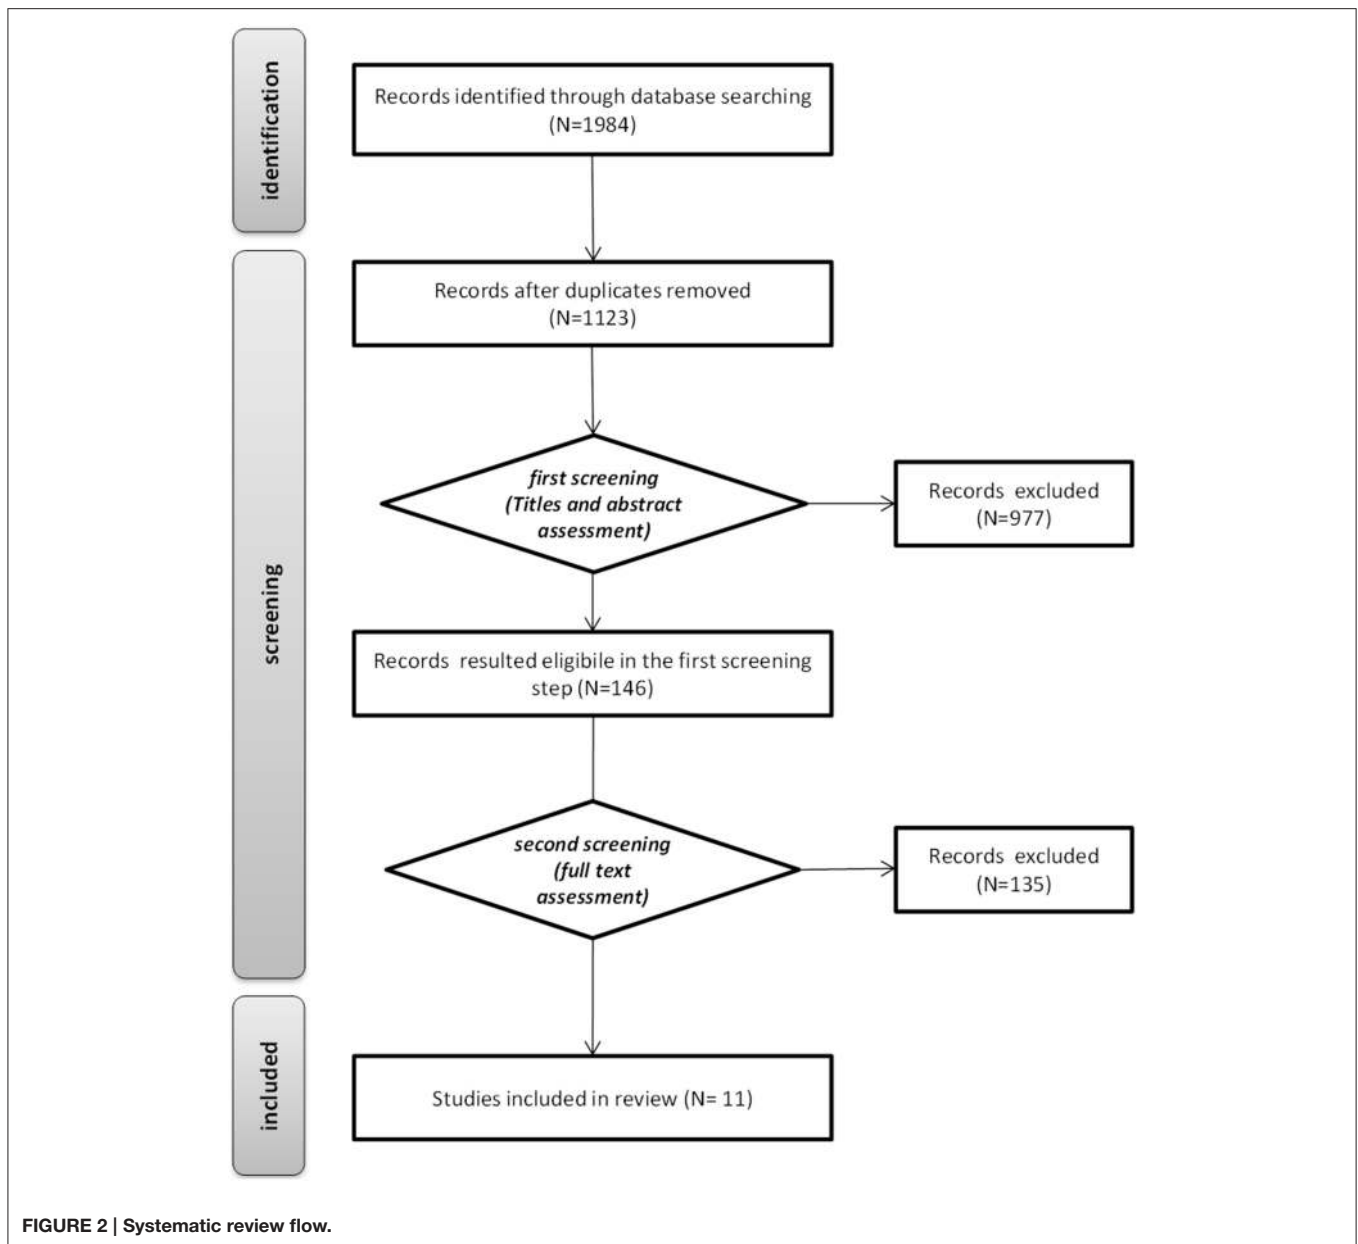 identification
Records identified through database searching
(N=1984)
screening
Records after duplicates removed
(N=1123)
first screening
(Titles and abstract
assessment)
Records excluded
(N=977)
Records resulted eligibile in the first screening
step (N=146)
second screening
(full text
assessment)
Records excluded
(N=135)
included
Studies included in review (N= 11)
FIGURE 2 | Systematic review flow.